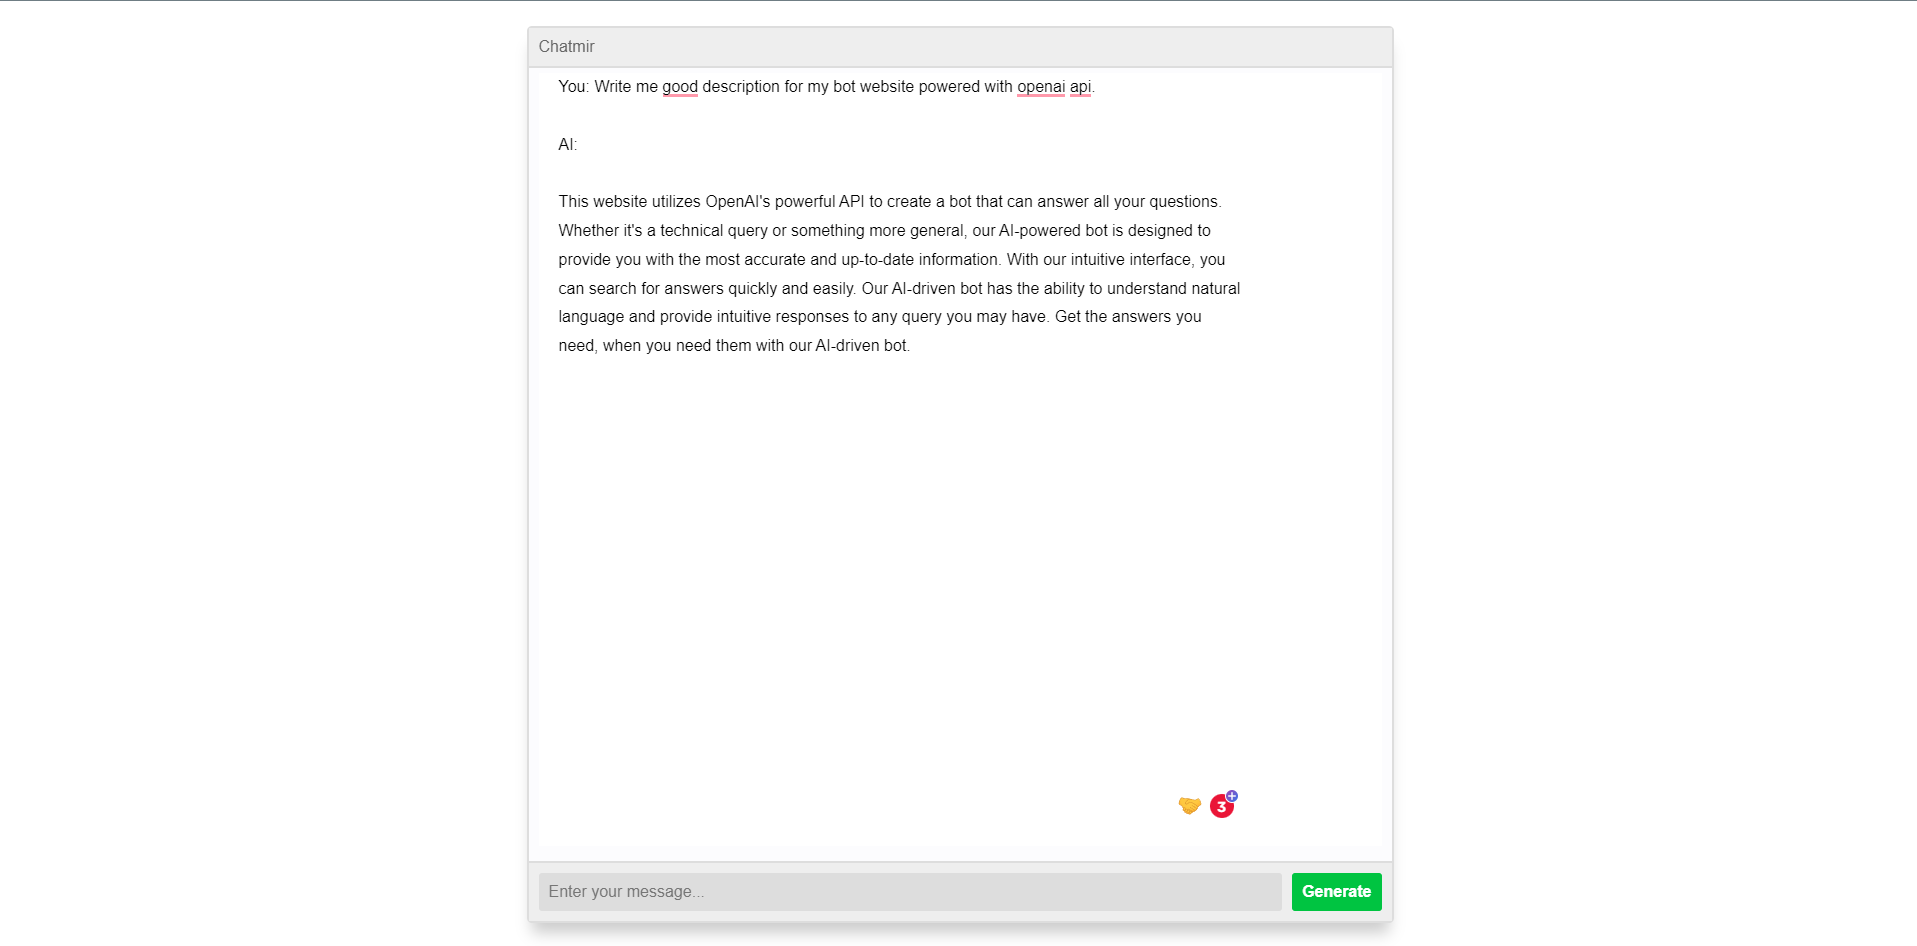 Chatmir
You: Write me good description for my bot website powered with openai api.
AI:
This website utilizes OpenAI's powerful API to create a bot that can answer all your questions.
Whether it's a technical query or something more general, our AI-powered bot is designed to
provide you with the most accurate and up-to-date information. With our intuitive interface, you
can search for answers quickly and easily. Our AI-driven bot has the ability to understand natural
language and provide intuitive responses to any query you may have. Get the answers you
need, when you need them with our AI-driven bot.
3
Enter your message...
Generate